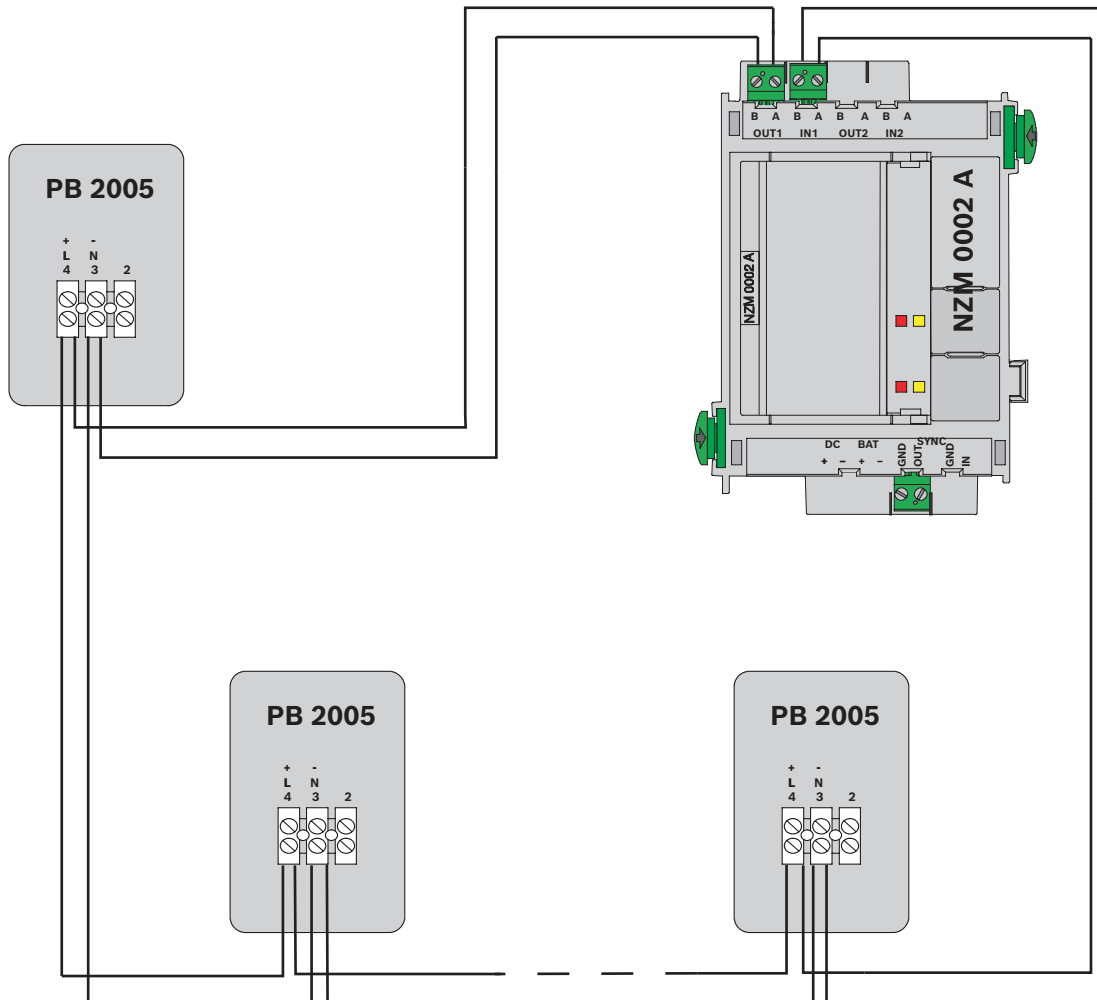 B A B A B A B A
OUT1 IN1 OUT2 IN2
NZM 0002 A
NZM 0002 A
DC BAT SYNC
+ – + – GND OUT GND IN
PB 2005
+ -
L N
4 3 2
PB 2005
+ -
L N
4 3 2
PB 2005
+ -
L N
4 3 2